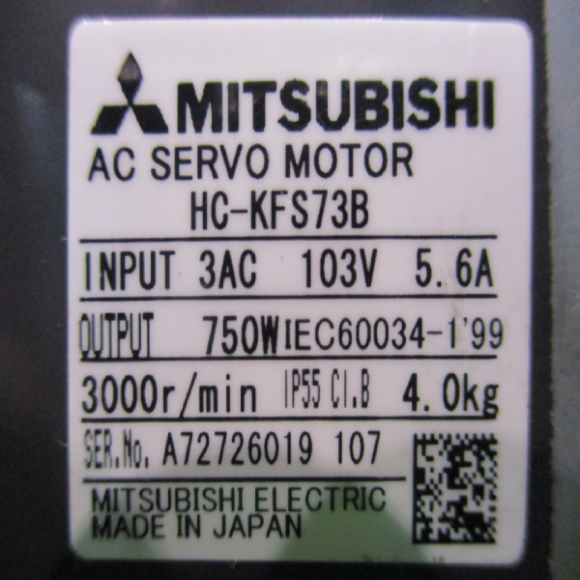 MITSUBISHI
AC SERVO MOTOR
HC-KFS73B
INPUT 3AC 103V 5.6A
OUTPUT 750W IEC60034-1'99
3000r/min IP55 Cl.B 4.0kg
SER.No. A72726019 107
MITSUBISHI ELECTRIC
MADE IN JAPAN